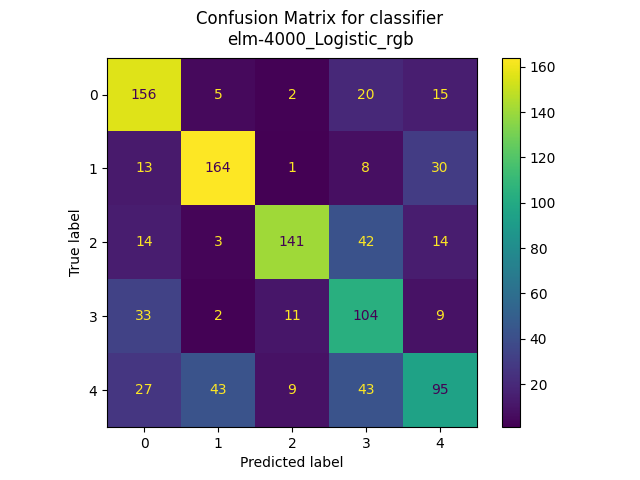 Confusion Matrix for classifier
elm-4000_Logistic_rgb
0 156 5 2 20 15
1 13 164 1 8 30
2 14 3 141 42 14
3 33 2 11 104 9
4 27 43 9 43 95
0 1 2 3 4
Predicted label
True label
160
140
120
100
80
60
40
20